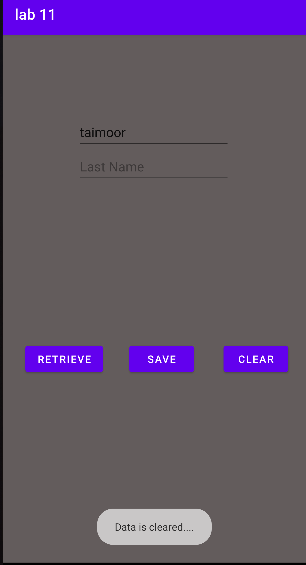 lab 11
taimoor
Last Name
RETRIEVE
SAVE
CLEAR
Data is cleared....